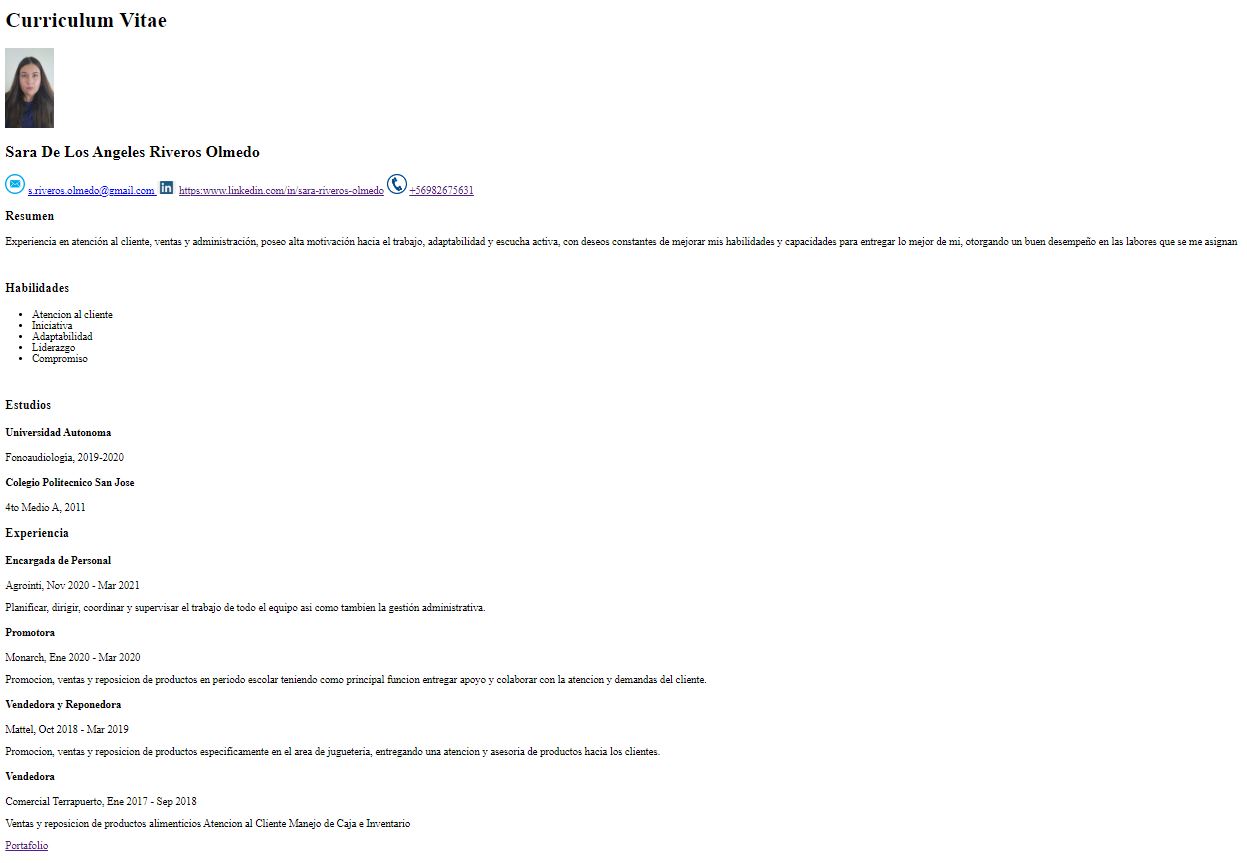 Curriculum Vitae
Sara De Los Angeles Riveros Olmedo
s.riveros.olmedo@gmail.com https:www.linkedin.com/in/sara-riveros-olmedo +56982675631
Resumen
Experiencia en atención al cliente, ventas y administración, poseo alta motivación hacia el trabajo, adaptabilidad y escucha activa, con deseos constantes de mejorar mis habilidades y capacidades para entregar lo mejor de mi, otorgando un buen desempeño en las labores que se me asignan
Habilidades
Atencion al cliente
Iniciativa
Adaptabilidad
Liderazgo
Compromiso
Estudios
Universidad Autonoma
Fonoaudiología, 2019-2020
Colegio Politecnico San Jose
4to Medio A, 2011
Experiencia
Encargada de Personal
Agrointi, Nov 2020 - Mar 2021
Planificar, dirigir, coordinar y supervisar el trabajo de todo el equipo asi como tambien la gestión administrativa.
Promotora
Monarch, Ene 2020 - Mar 2020
Promocion, ventas y reposicion de productos en periodo escolar teniendo como principal funcion entregar apoyo y colaborar con la atencion y demandas del cliente.
Vendedora y Reponedora
Mattel, Oct 2018 - Mar 2019
Promocion, ventas y reposicion de productos especificamente en el area de jugueteria, entregando una atencion y asesoria de productos hacia los clientes.
Vendedora
Comercial Terrapuerto, Ene 2017 - Sep 2018
Ventas y reposicion de productos alimenticios Atencion al Cliente Manejo de Caja e Inventario
Portafolio